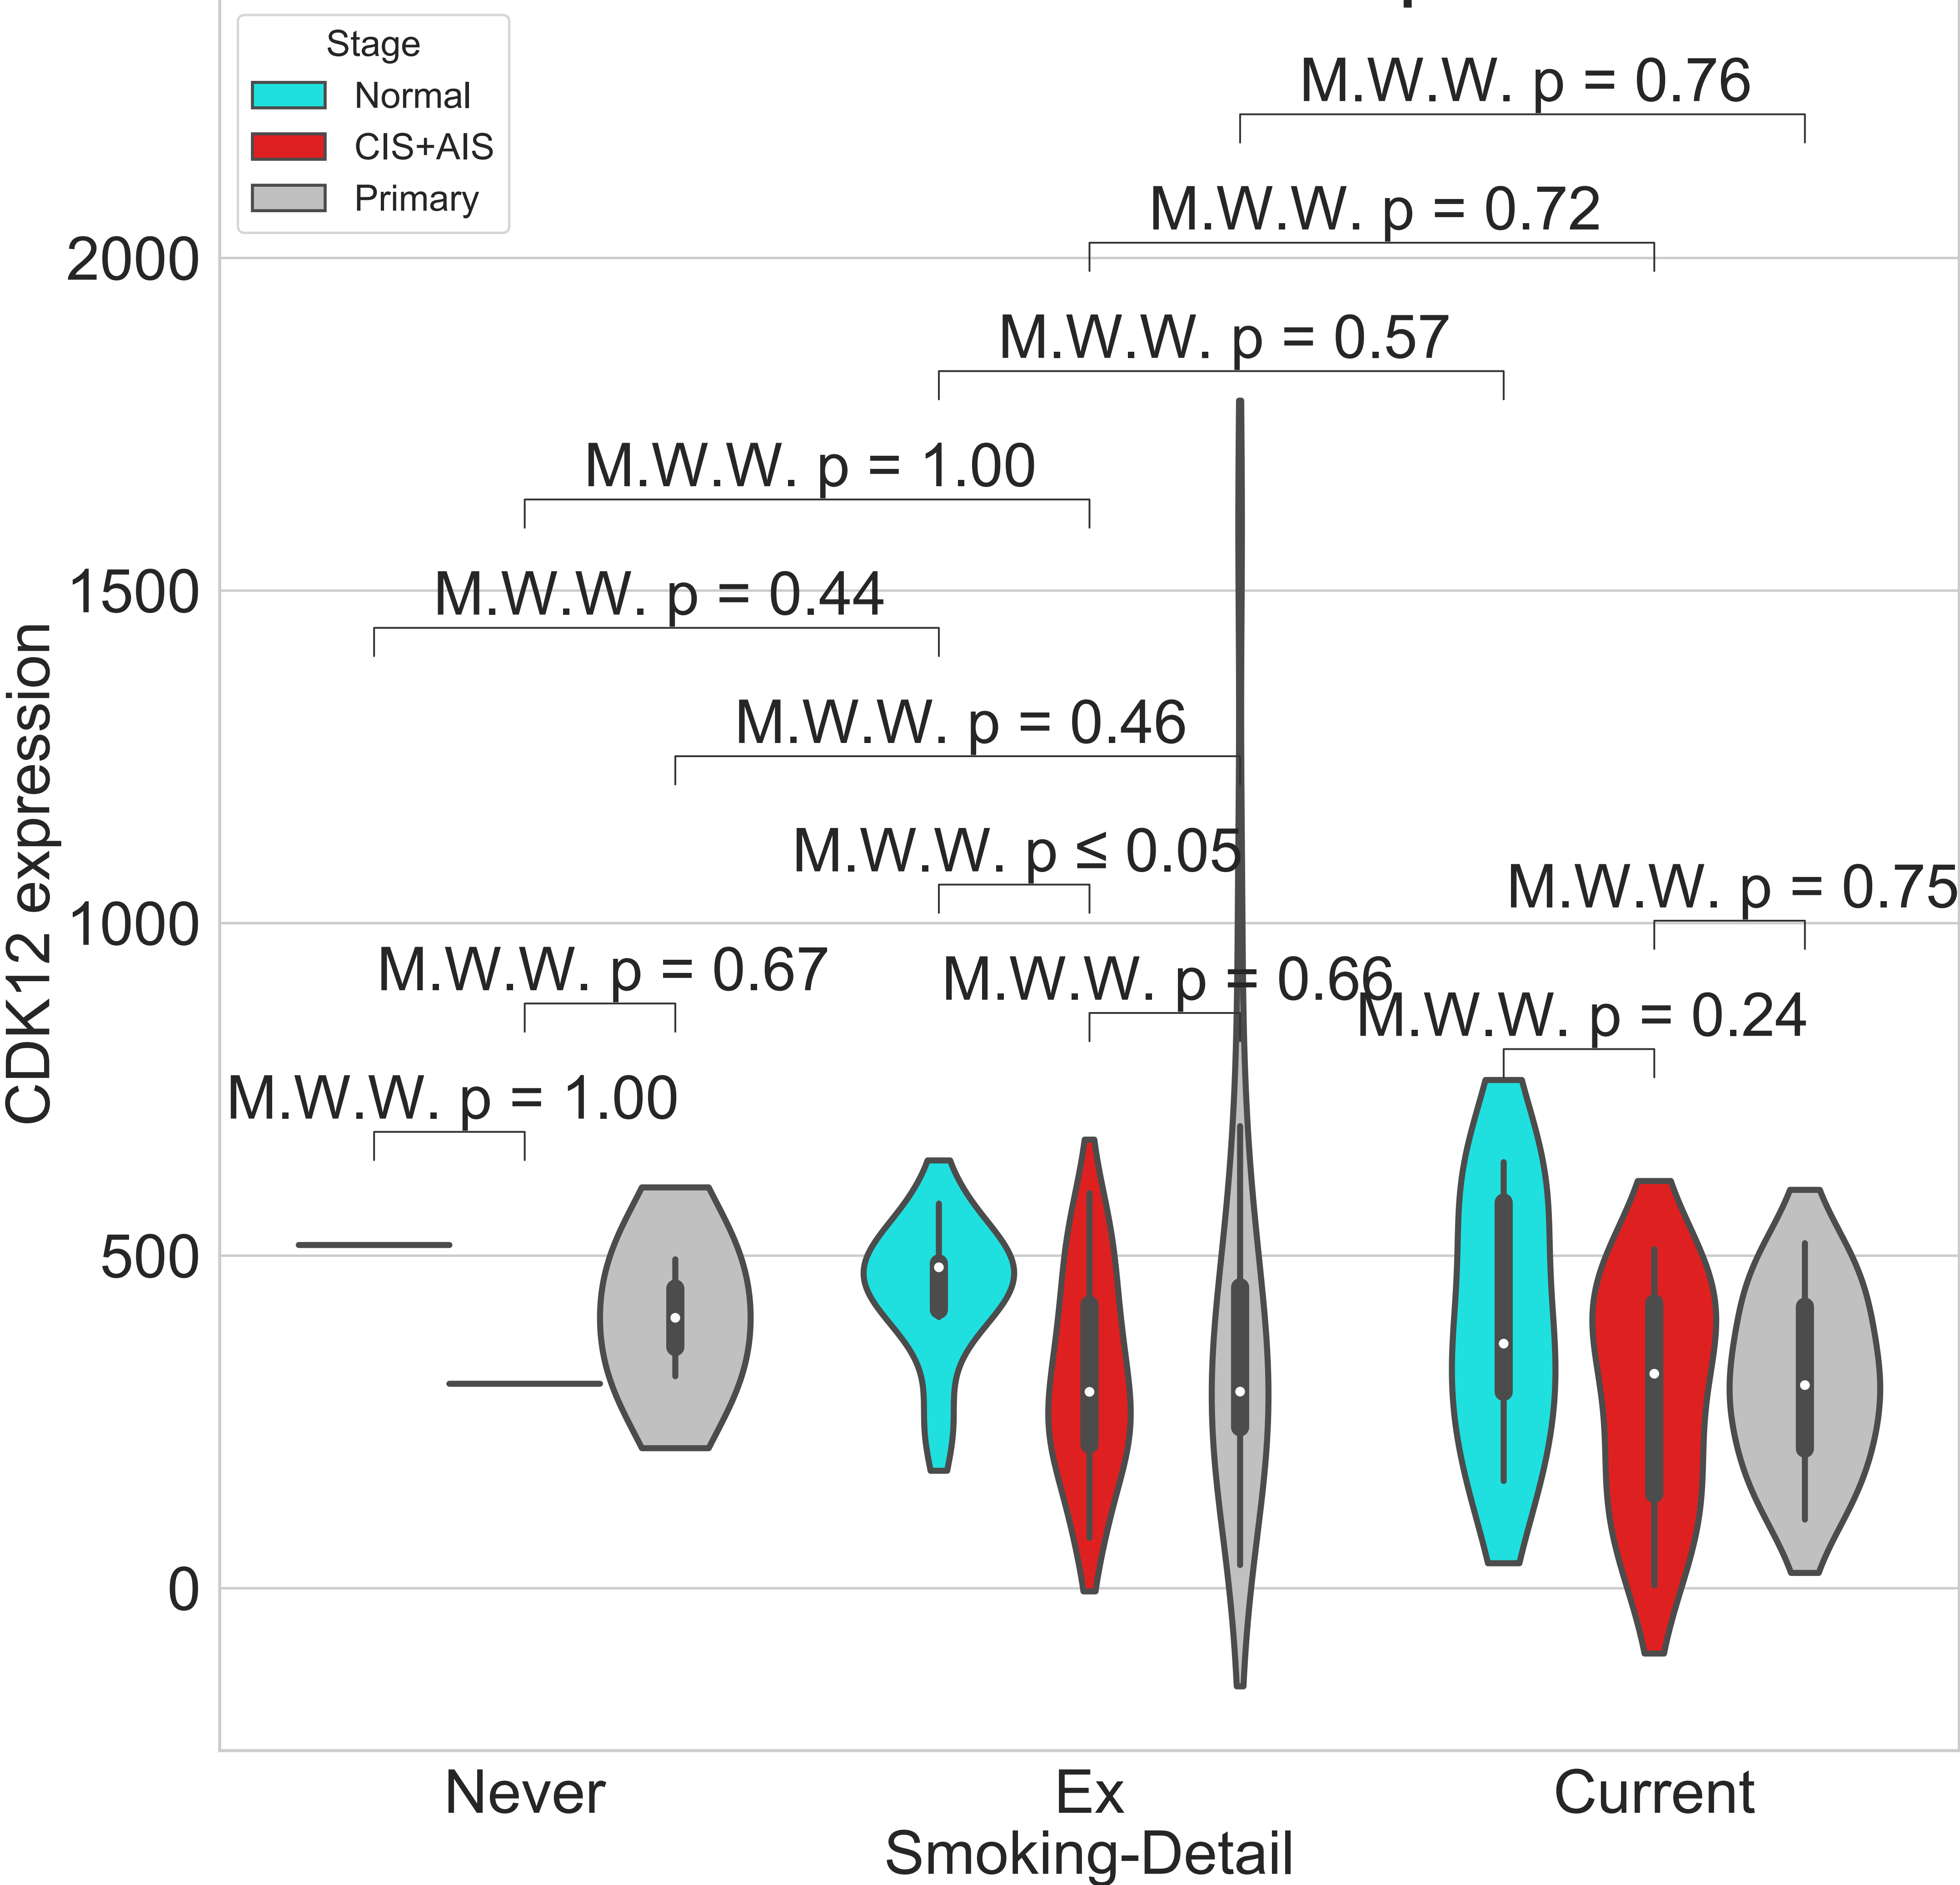 Stage
Normal
CIS+AIS
Primary
M.W.W. p = 0.76
M.W.W. p = 0.72
M.W.W. p = 0.57
M.W.W. p = 1.00
M.W.W. p = 0.44
M.W.W. p = 0.46
M.W.W. p ≤ 0.05
M.W.W. p = 0.75
M.W.W. p = 0.67
M.W.W. p = 0.66
M.W.W. p = 0.24
M.W.W. p = 1.00
2000
1500
1000
500
0
CDK12 expression
Never
Ex
Current
Smoking-Detail